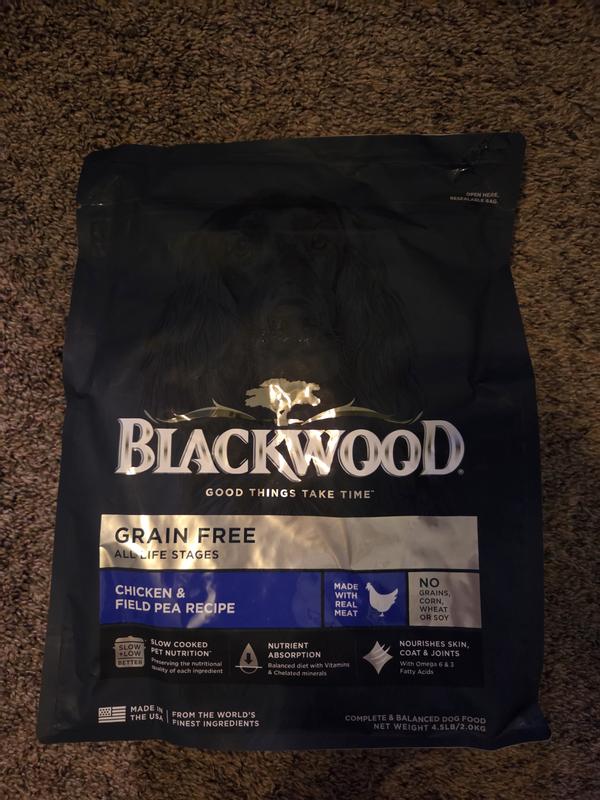 OPEN HERE.
RESEALABLE BAG.
BLACKWOOD®
GOOD THINGS TAKE TIME™
GRAIN FREE
ALL LIFE STAGES
CHICKEN &
FIELD PEA RECIPE
MADE
WITH
REAL
MEAT
NO
GRAINS,
CORN,
WHEAT
OR SOY
SLOW
+LOW
BETTER
SLOW COOKED
PET NUTRITION™
Preserving the nutritional
quality of each ingredient
NUTRIENT
ABSORPTION
Balanced diet with Vitamins
& Chelated minerals
NOURISHES SKIN,
COAT & JOINTS
With Omega 6 & 3
Fatty Acids
MADE IN
THE USA
FROM THE WORLD'S
FINEST INGREDIENTS
COMPLETE & BALANCED DOG FOOD
NET WEIGHT 4.5LB/2.0KG